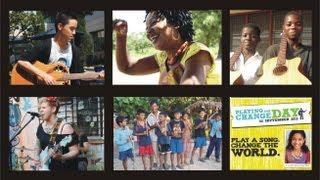 PLAYING FOR
CHANGE
DAY
PLAY A SONG.
CHANGE THE
WORLD.